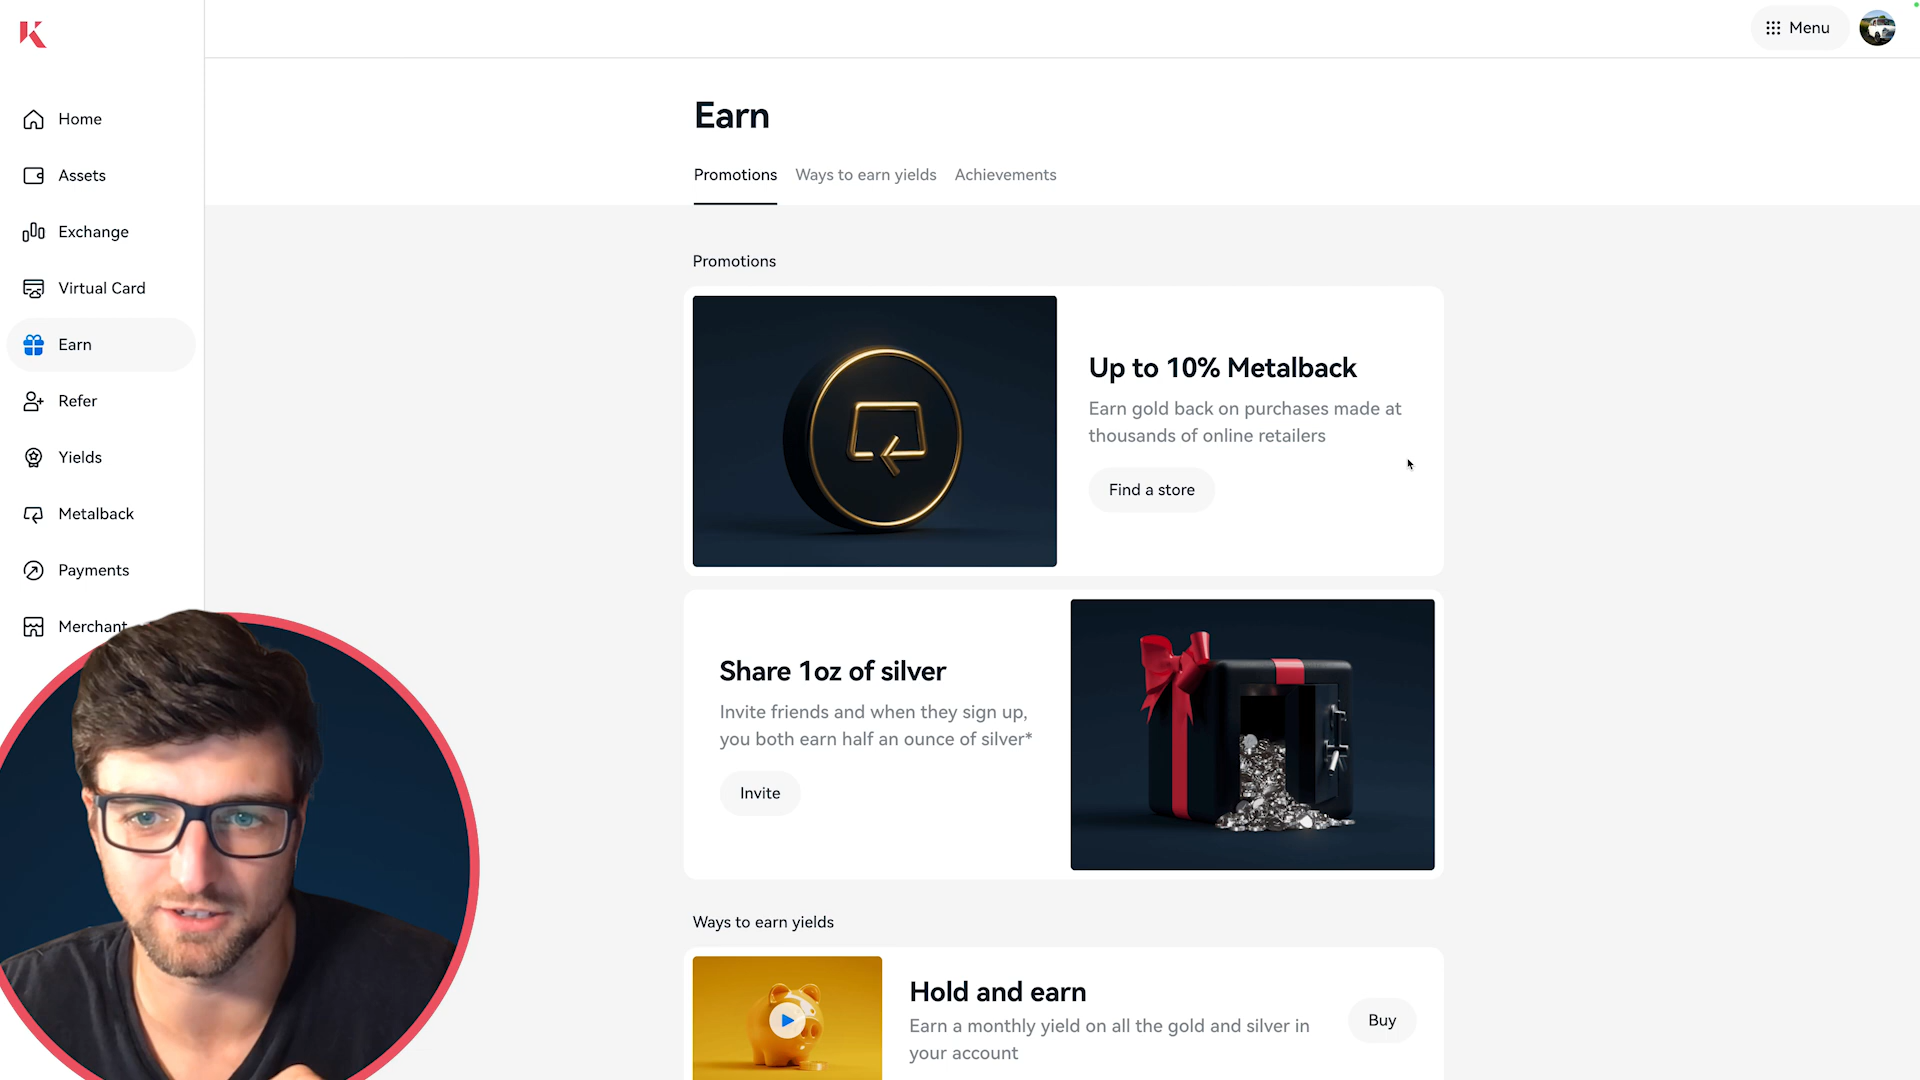 Menu
Home
Assets
Exchange
Virtual Card
Earn
Refer
Yields
Metalback
Payments
Merchant
Earn
Promotions Ways to earn yields Achievements
Promotions
Up to 10% Metalback
Earn gold back on purchases made at
thousands of online retailers
Find a store
Share 1oz of silver
Invite friends and when they sign up,
you both earn half an ounce of silver*
Invite
Ways to earn yields
Hold and earn
Earn a monthly yield on all the gold and silver in
your account
Buy